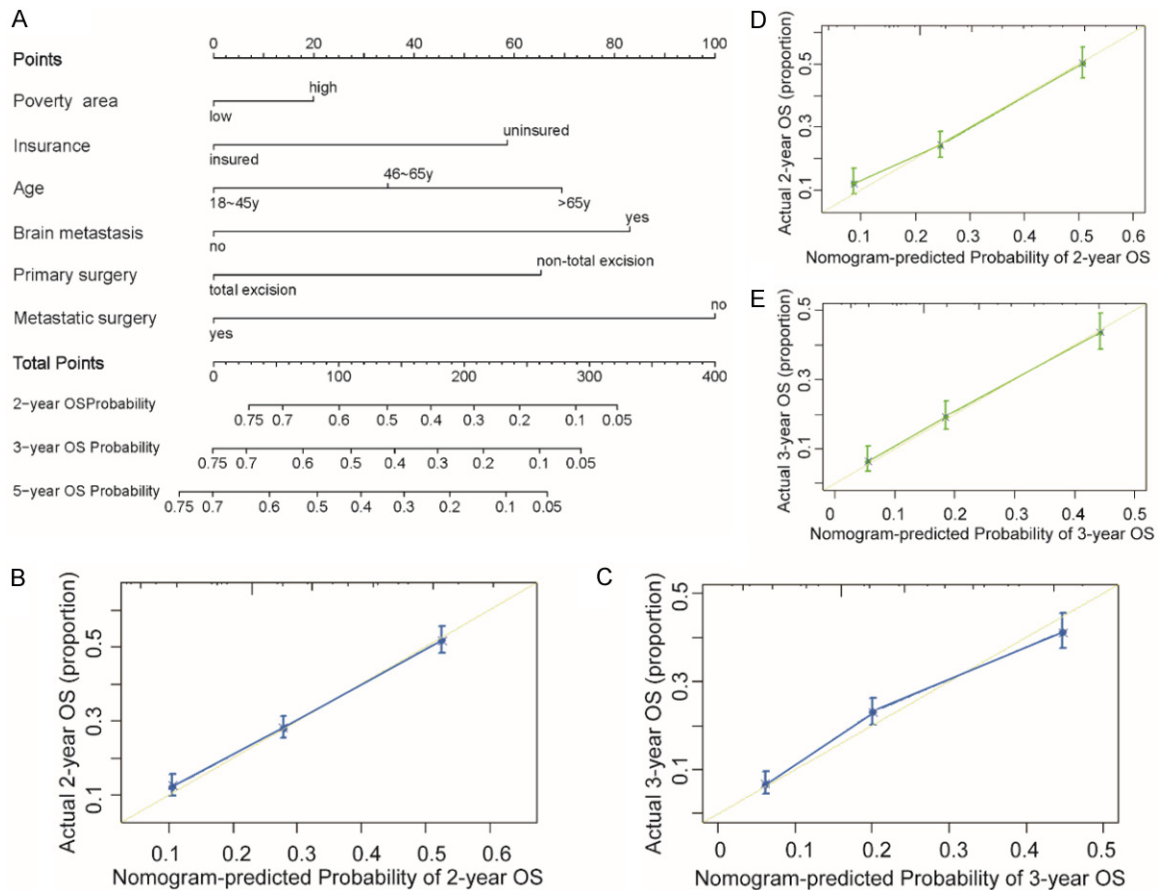 A
0 20 40 60 80 100
Points
high
Poverty area
low
uninsured
Insurance
insured
46~65y
Age
18~45y >65y
yes
Brain metastasis
no
non-total excision
Primary surgery
total excision
no
Metastatic surgery
yes
Total Points
0 100 200 300 400
2-year OSProbability
0.75 0.7 0.6 0.5 0.4 0.3 0.2 0.1 0.05
3-year OS Probability
0.75 0.7 0.6 0.5 0.4 0.3 0.2 0.1 0.05
5-year OS Probability
0.75 0.7 0.6 0.5 0.4 0.3 0.2 0.1 0.05
D
Actual 2-year OS (proportion)
0.5
0.3
0.1
0.1 0.2 0.3 0.4 0.5 0.6
Nomogram-predicted Probability of 2-year OS
E
Actual 3-year OS (proportion)
0.5
0.3
0.1
0 0.1 0.2 0.3 0.4 0.5
Nomogram-predicted Probability of 3-year OS
B
Actual 2-year OS (proportion)
0.5
0.3
0.1
0.1 0.2 0.3 0.4 0.5 0.6
Nomogram-predicted Probability of 2-year OS
C
Actual 3-year OS (proportion)
0.5
0.3
0.1
0 0.1 0.2 0.3 0.4 0.5
Nomogram-predicted Probability of 3-year OS